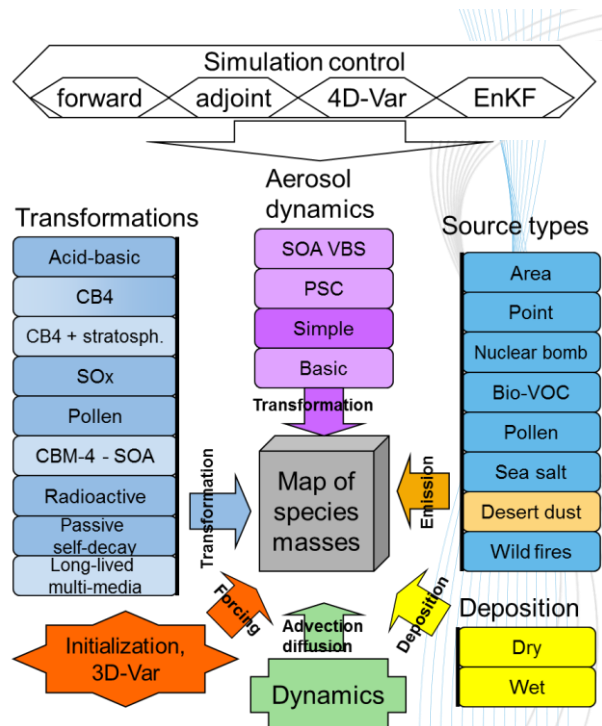 Simulation control
forward
adjoint
4D-Var
EnKF
Aerosol
dynamics
Transformations
Source types
Acid-basic
CB4
CB4 + stratosph.
SOx
Pollen
CBM-4 - SOA
Radioactive
Passive
self-decay
Long-lived
multi-media
SOA VBS
PSC
Simple
Basic
Transformation
Area
Point
Nuclear bomb
Bio-VOC
Pollen
Sea salt
Desert dust
Wild fires
Transformation
Map of
species
masses
Emission
Forcing
Advection
diffusion
Deposition
Initialization,
3D-Var
Dynamics
Deposition
Dry
Wet